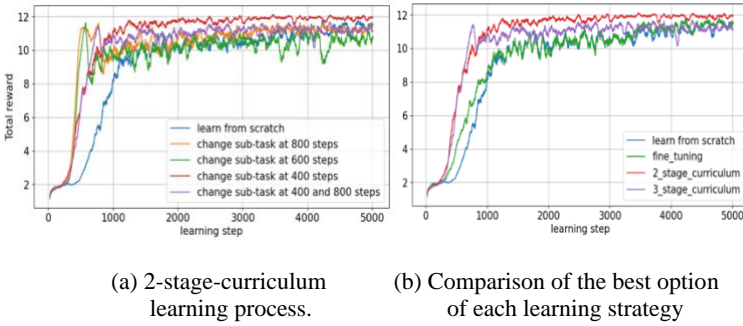 12
10
8
6
4
2
Total reward
0
1000
2000
3000
4000
5000
learning step
learn from scratch
change sub-task at 800 steps
change sub-task at 600 steps
change sub-task at 400 steps
change sub-task at 400 and 800 steps
12
10
8
6
4
2
0
1000
2000
3000
4000
5000
learning step
learn from scratch
fine_tuning
2_stage_curriculum
3_stage_curriculum
(a) 2-stage-curriculum
learning process.
(b) Comparison of the best option
of each learning strategy